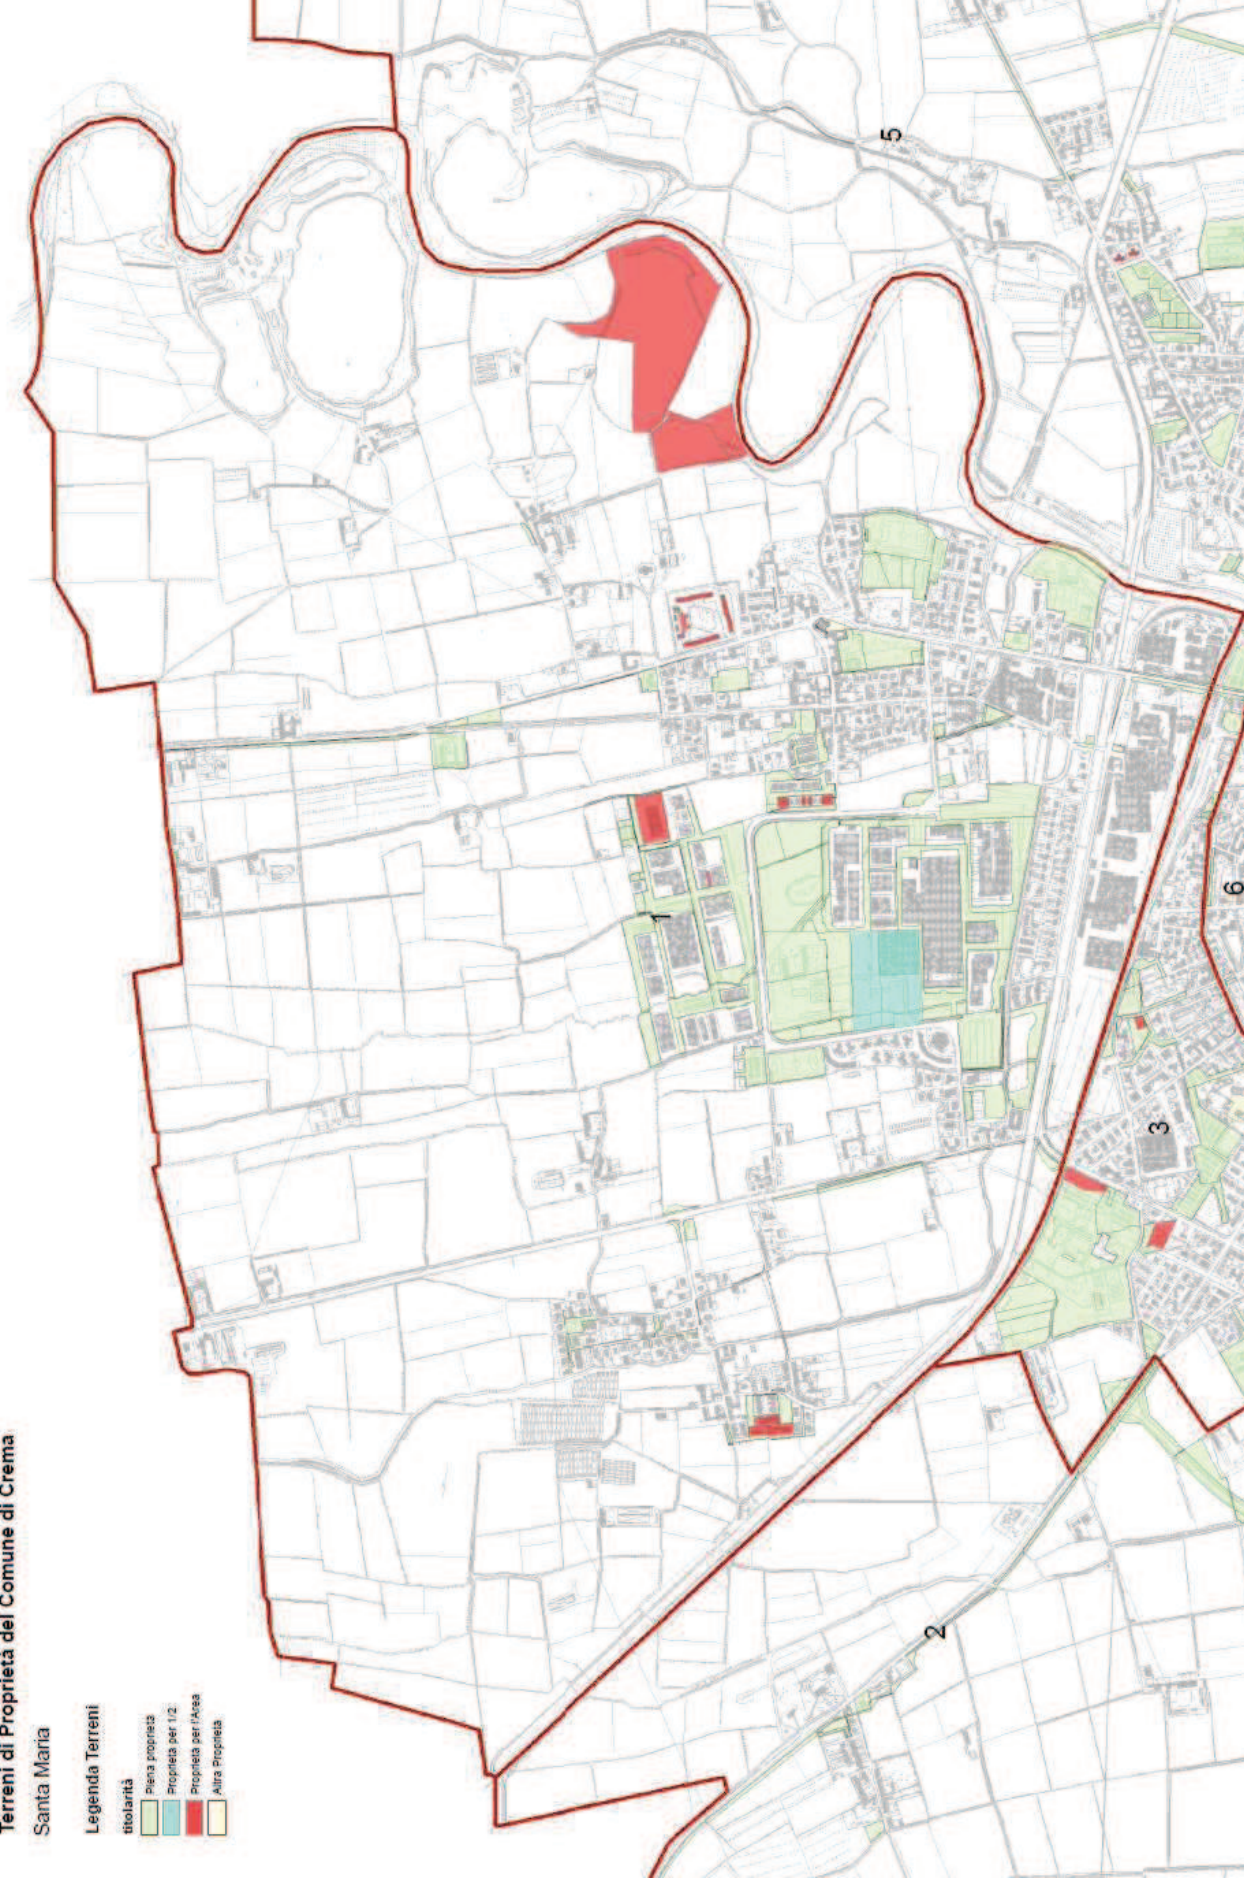 Terreni di Proprietà del Comune di Crema
Santa Maria
Legenda Terreni
titolarità
Piena proprietà
Proprietà per 1/2
Proprietà per l'Area
Altra Proprietà
5
1
6
3
2